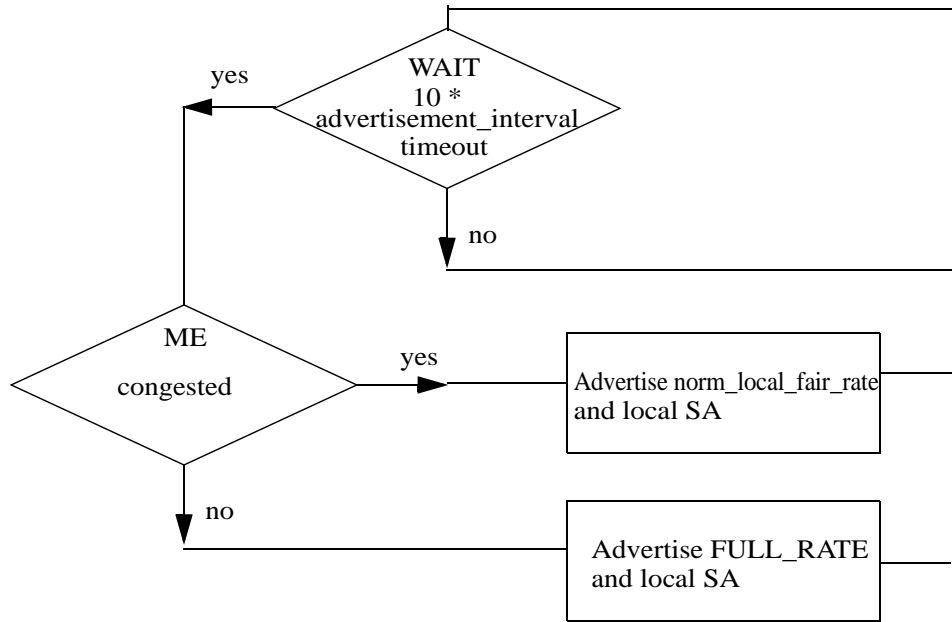 WAIT
yes
10 *
advertisement_interval
timeout
no
ME
yes
congested
Advertise norm_local_fair_rate
and local SA
no
Advertise FULL_RATE
and local SA